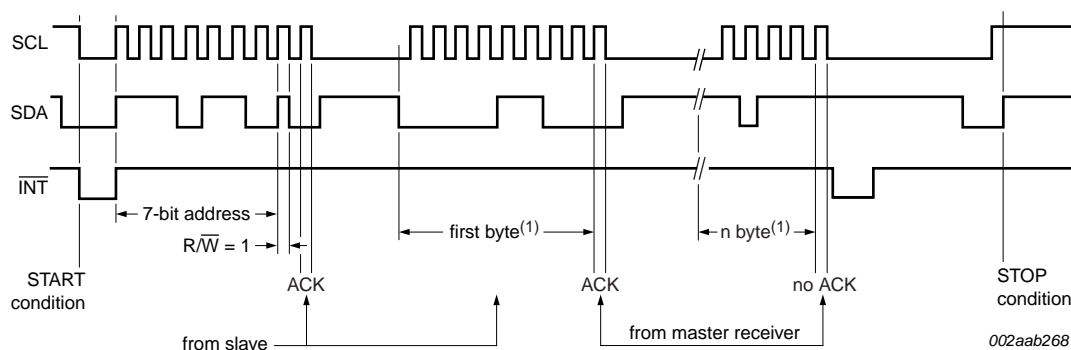 SCL
SDA
INT
7-bit address
R/W = 1
first byte(1)
n byte(1)
START
condition
ACK
ACK
no ACK
STOP
condition
from slave
from master receiver
002aab268